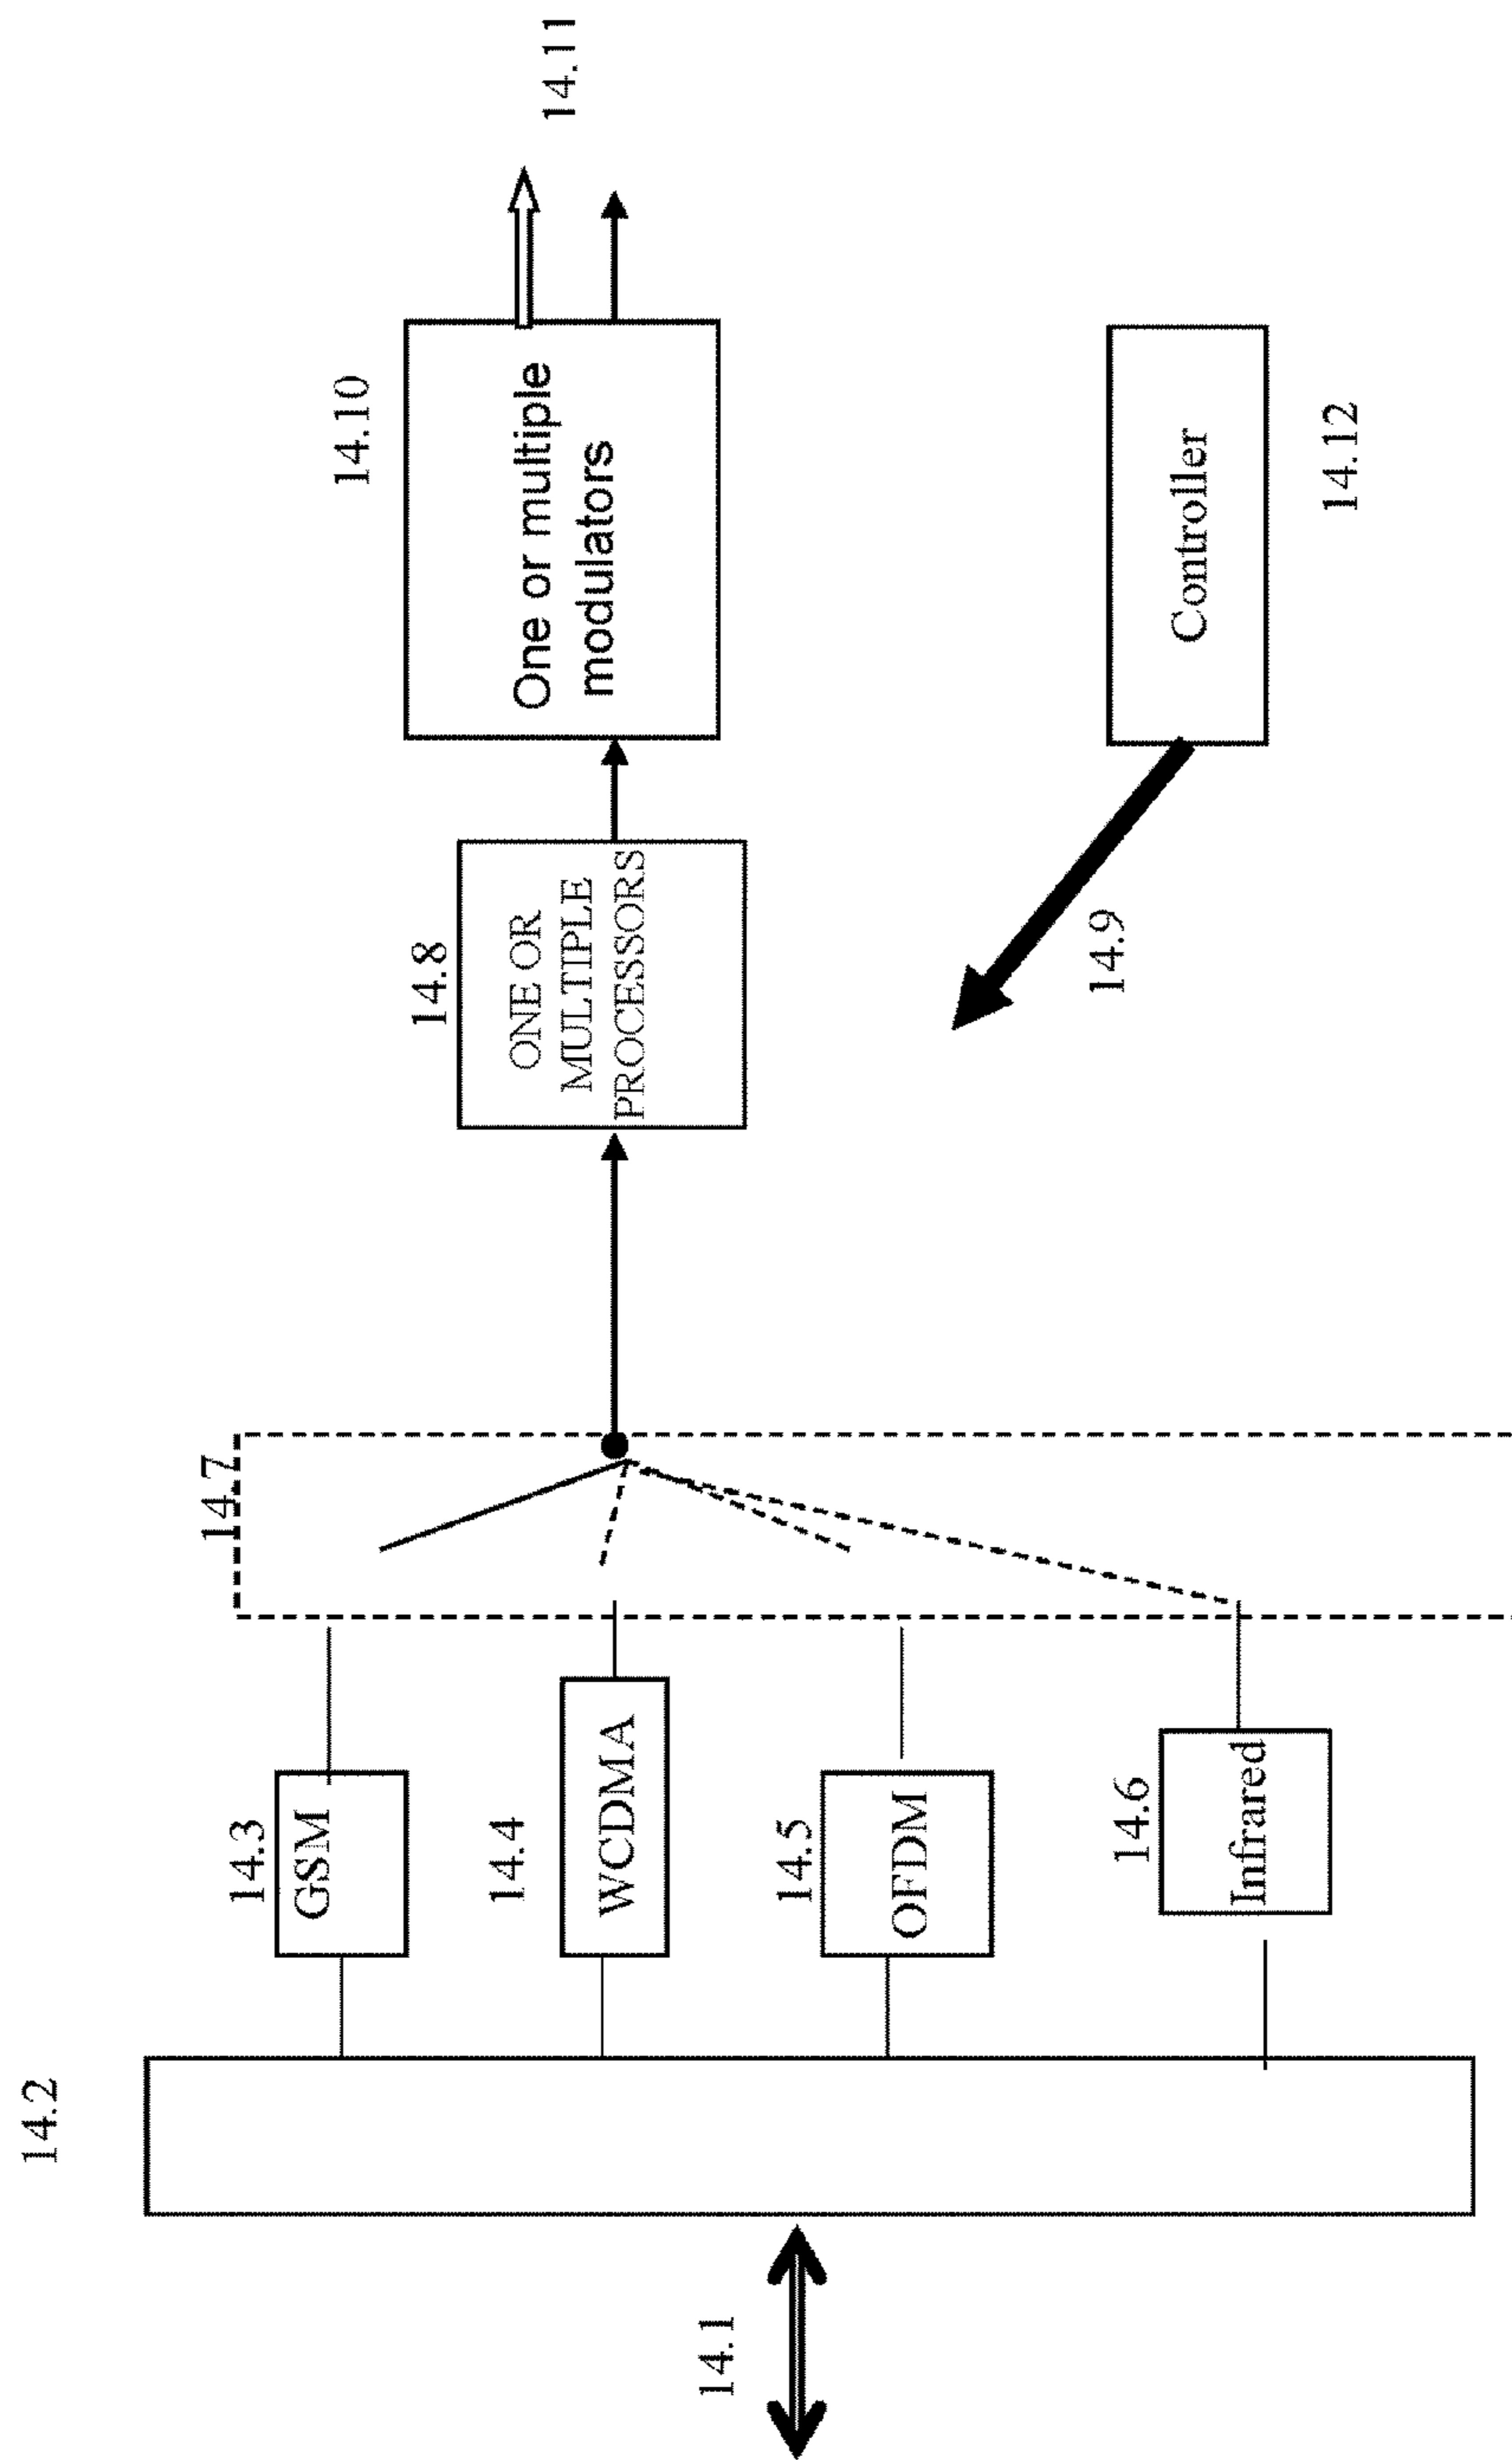 14.2
14.1
14.3
GSM
14.4
WCDMA
14.5
OFDM
14.6
Infrared
14.7
14.8
ONE OR
MULTIPLE
PROCESSORS
14.9
14.10
One or multiple
modulators
14.11
Controller
14.12